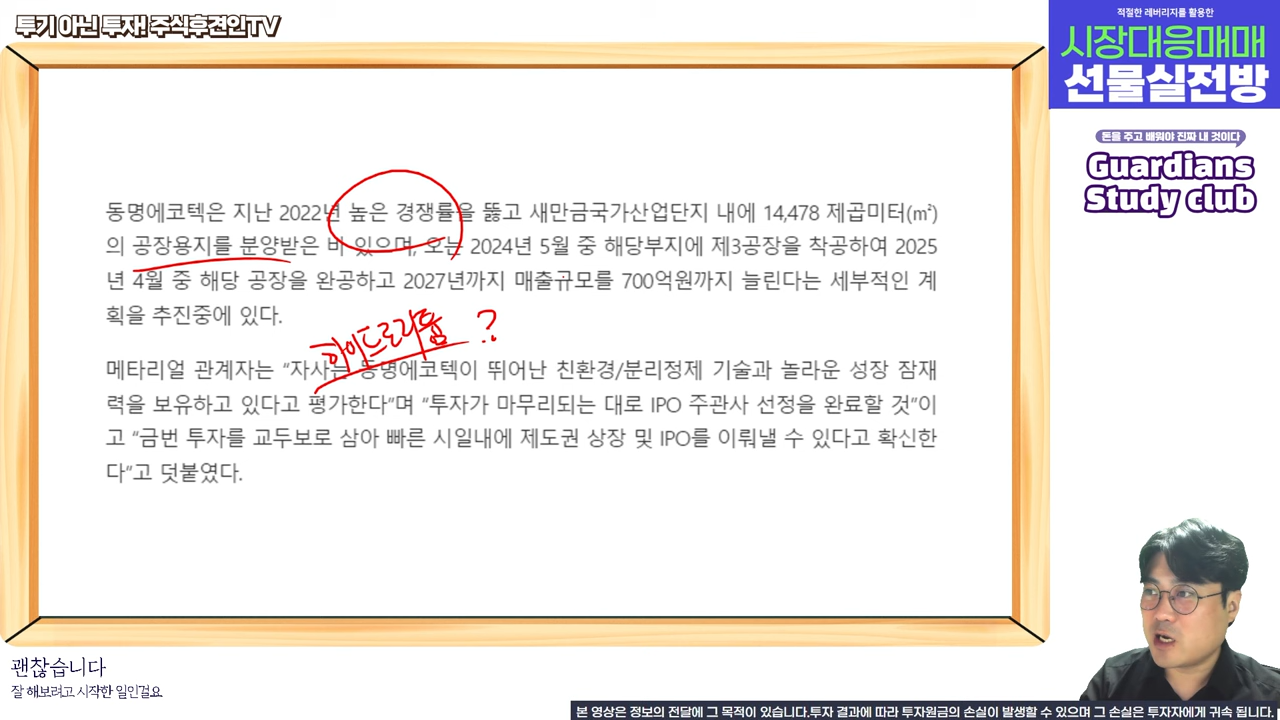 투기 아닌 투자! 주식후견인TV
적절한 레버리지를 활용한
시장대응매매
선물실전방
돈을 주고 배워야 진짜 내 것이다
Guardians
Study club
동명에코텍은 지난 2022년 높은 경쟁률을 뚫고 새만금국가산업단지 내에 14,478 제곱미터(㎡)
의 공장용지를 분양받은 바 있으며, 오는 2024년 5월 중 해당부지에 제3공장을 착공하여 2025
년 4월 중 해당 공장을 완공하고 2027년까지 매출규모를 700억원까지 늘린다는 세부적인 계
획을 추진중에 있다.
하이드로리튬 ?
메타리얼 관계자는 “자사는 동명에코텍이 뛰어난 친환경/분리정제 기술과 놀라운 성장 잠재
력을 보유하고 있다고 평가한다”며 “투자가 마무리되는 대로 IPO 주관사 선정을 완료할 것”이
고 “금번 투자를 교두보로 삼아 빠른 시일내에 제도권 상장 및 IPO를 이뤄낼 수 있다고 확신한
다”고 덧붙였다.
괜찮습니다
잘 해보려고 시작한 일인걸요
본 영상은 정보의 전달에 그 목적이 있습니다.투자 결과에 따라 투자원금의 손실이 발생할 수 있으며 그 손실은 투자자에게 귀속 됩니다.